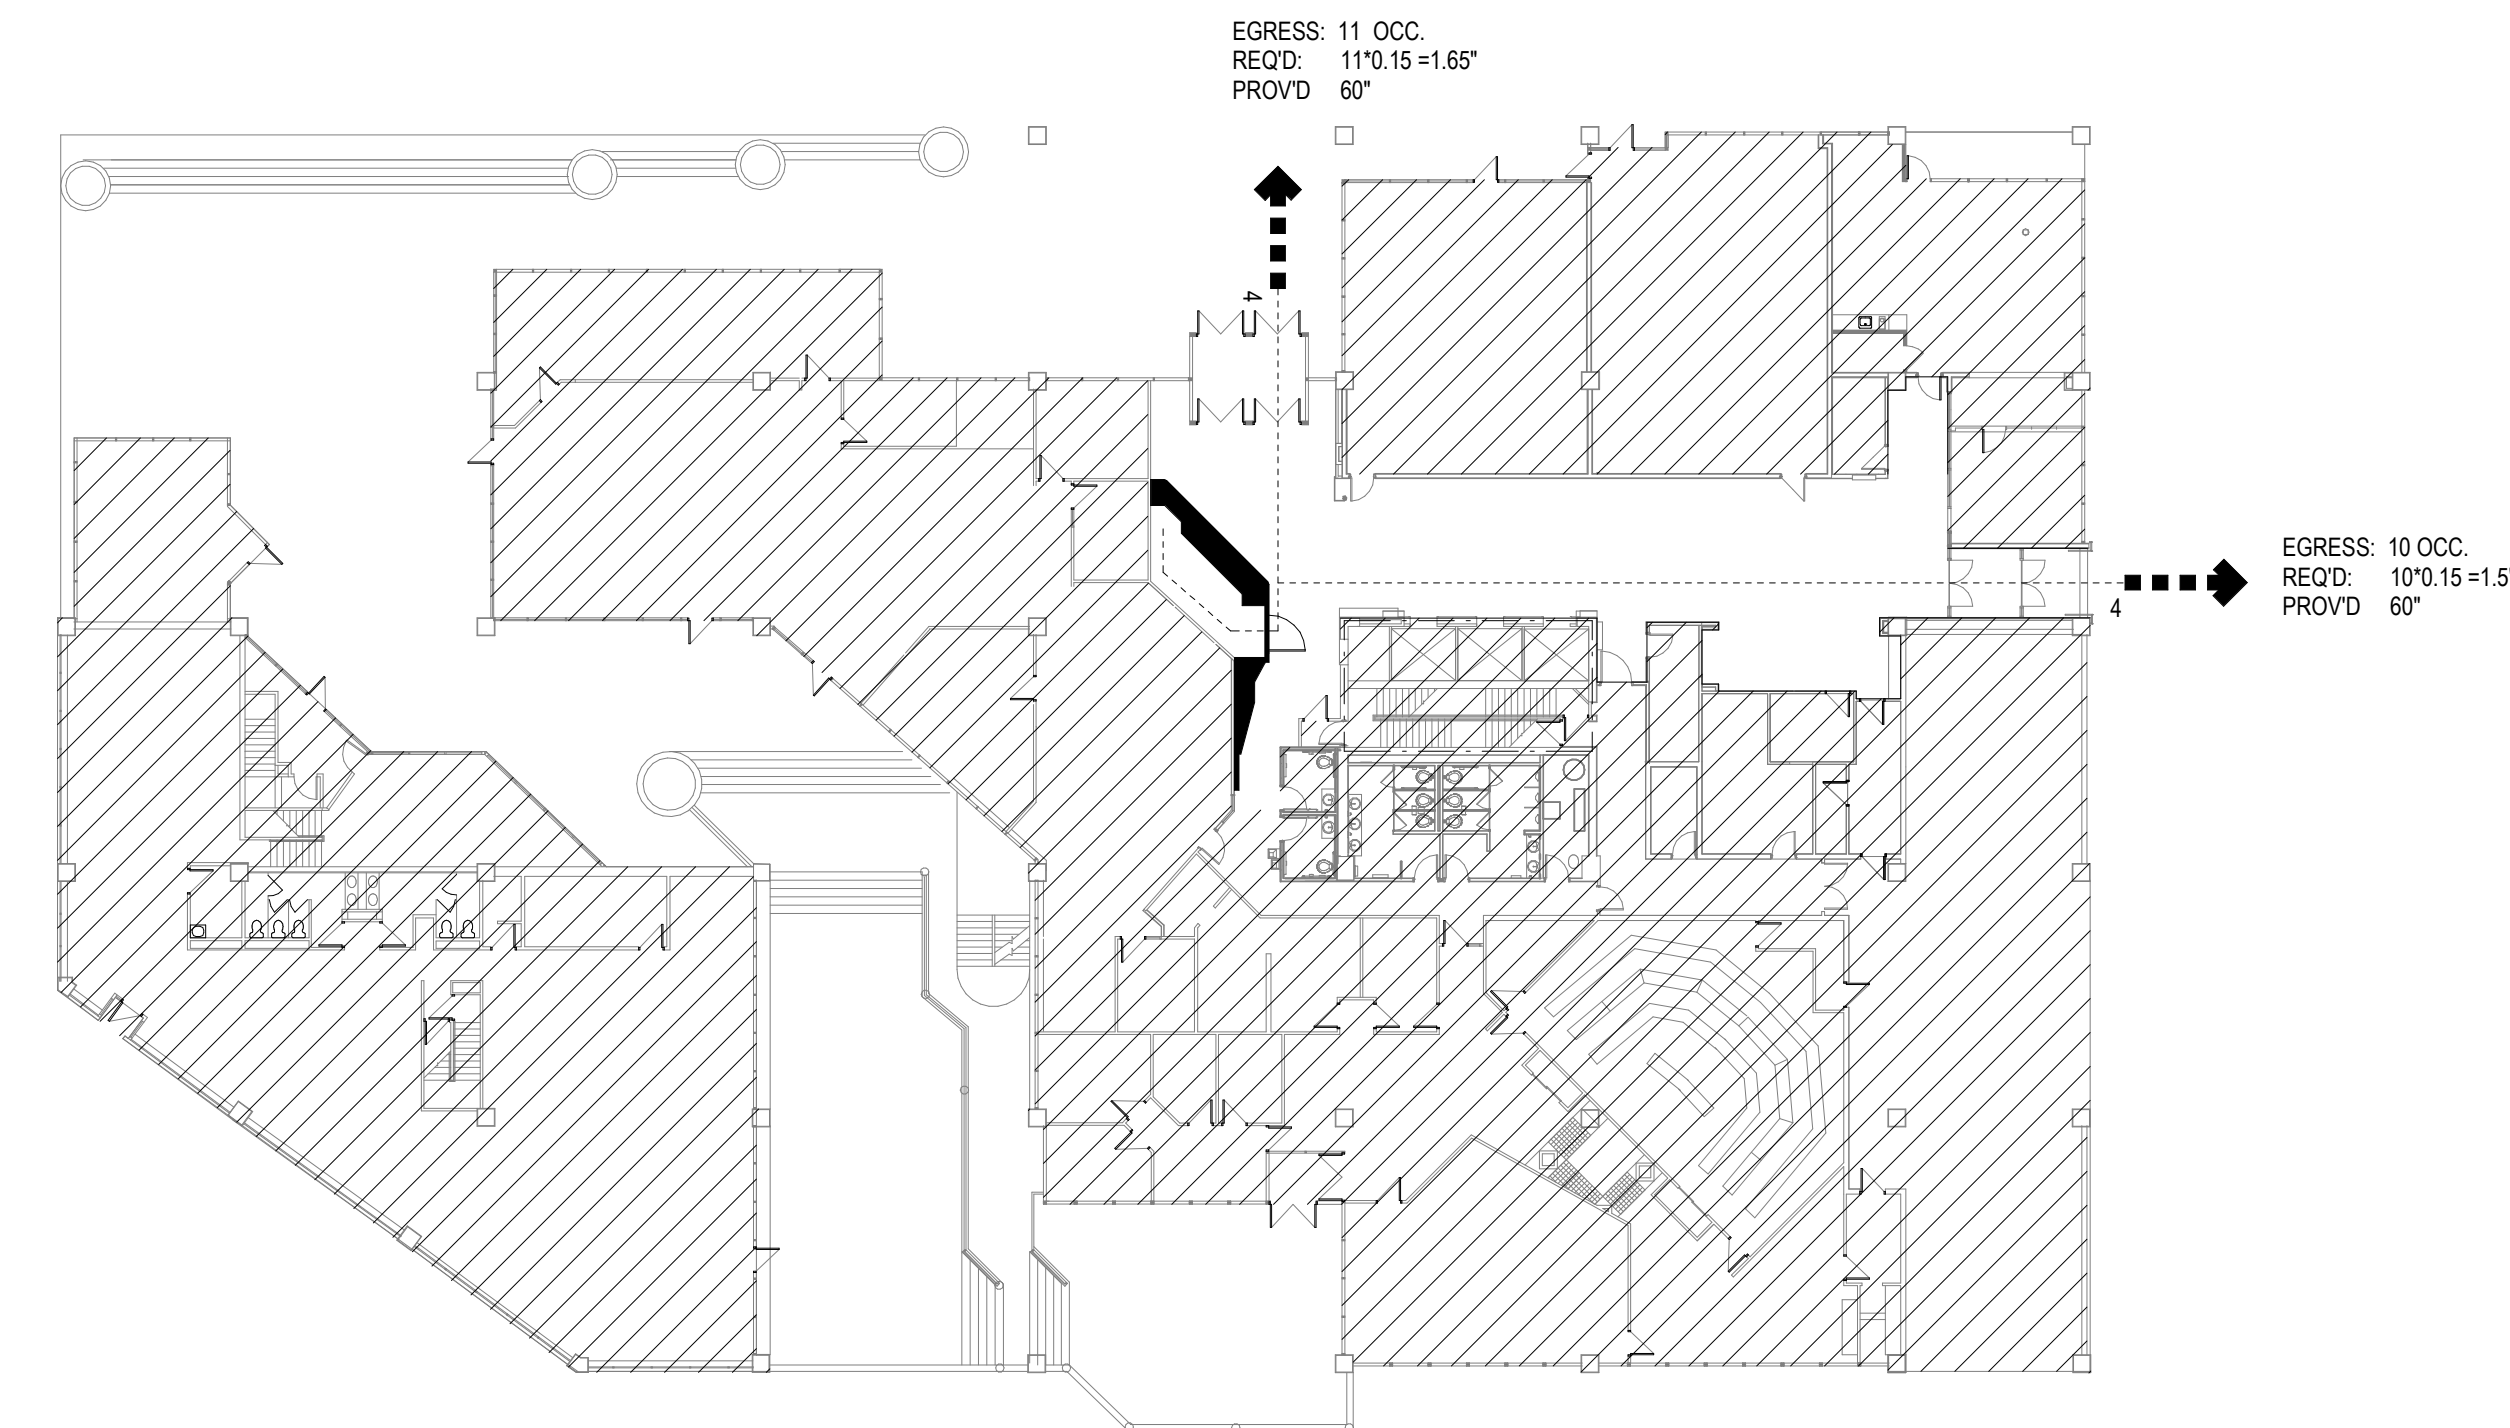 EGRESS: 11 OCC.
REQ'D: 11*0.15 =1.65"
PROV'D 60"
4
EGRESS: 10 OCC.
REQ'D: 10*0.15 =1.5"
PROV'D 60"
4